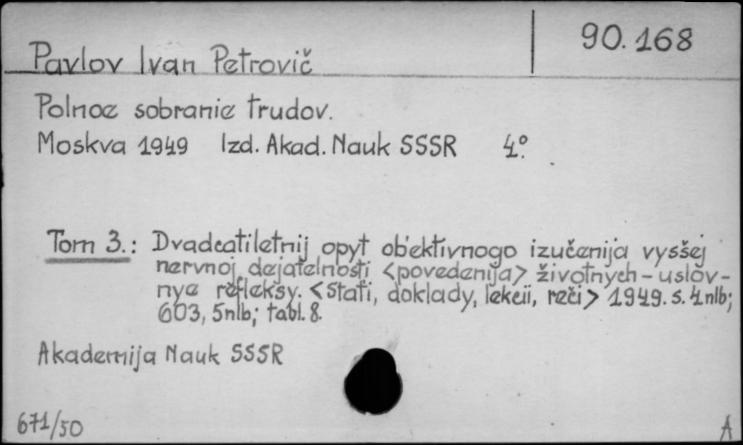 90.168
Pavlov Ivan Petrovič
Polnoe sobranie trudov.
Moskva 1949 Izd. Akad. Nauk SSSR 4°.
Tom 3.: Dvadcatiletnij opyt ob'ektivnogo izučenija vysšej
nervnoj dejatelnosti <povedenija> životnych - uslov-
nye refleksy. <Stati, doklady, lekcii, reči> 1949. s. 4nlb;
603, 5nlb; tabl. 8.
Akademija Nauk SSSR
671/50 A